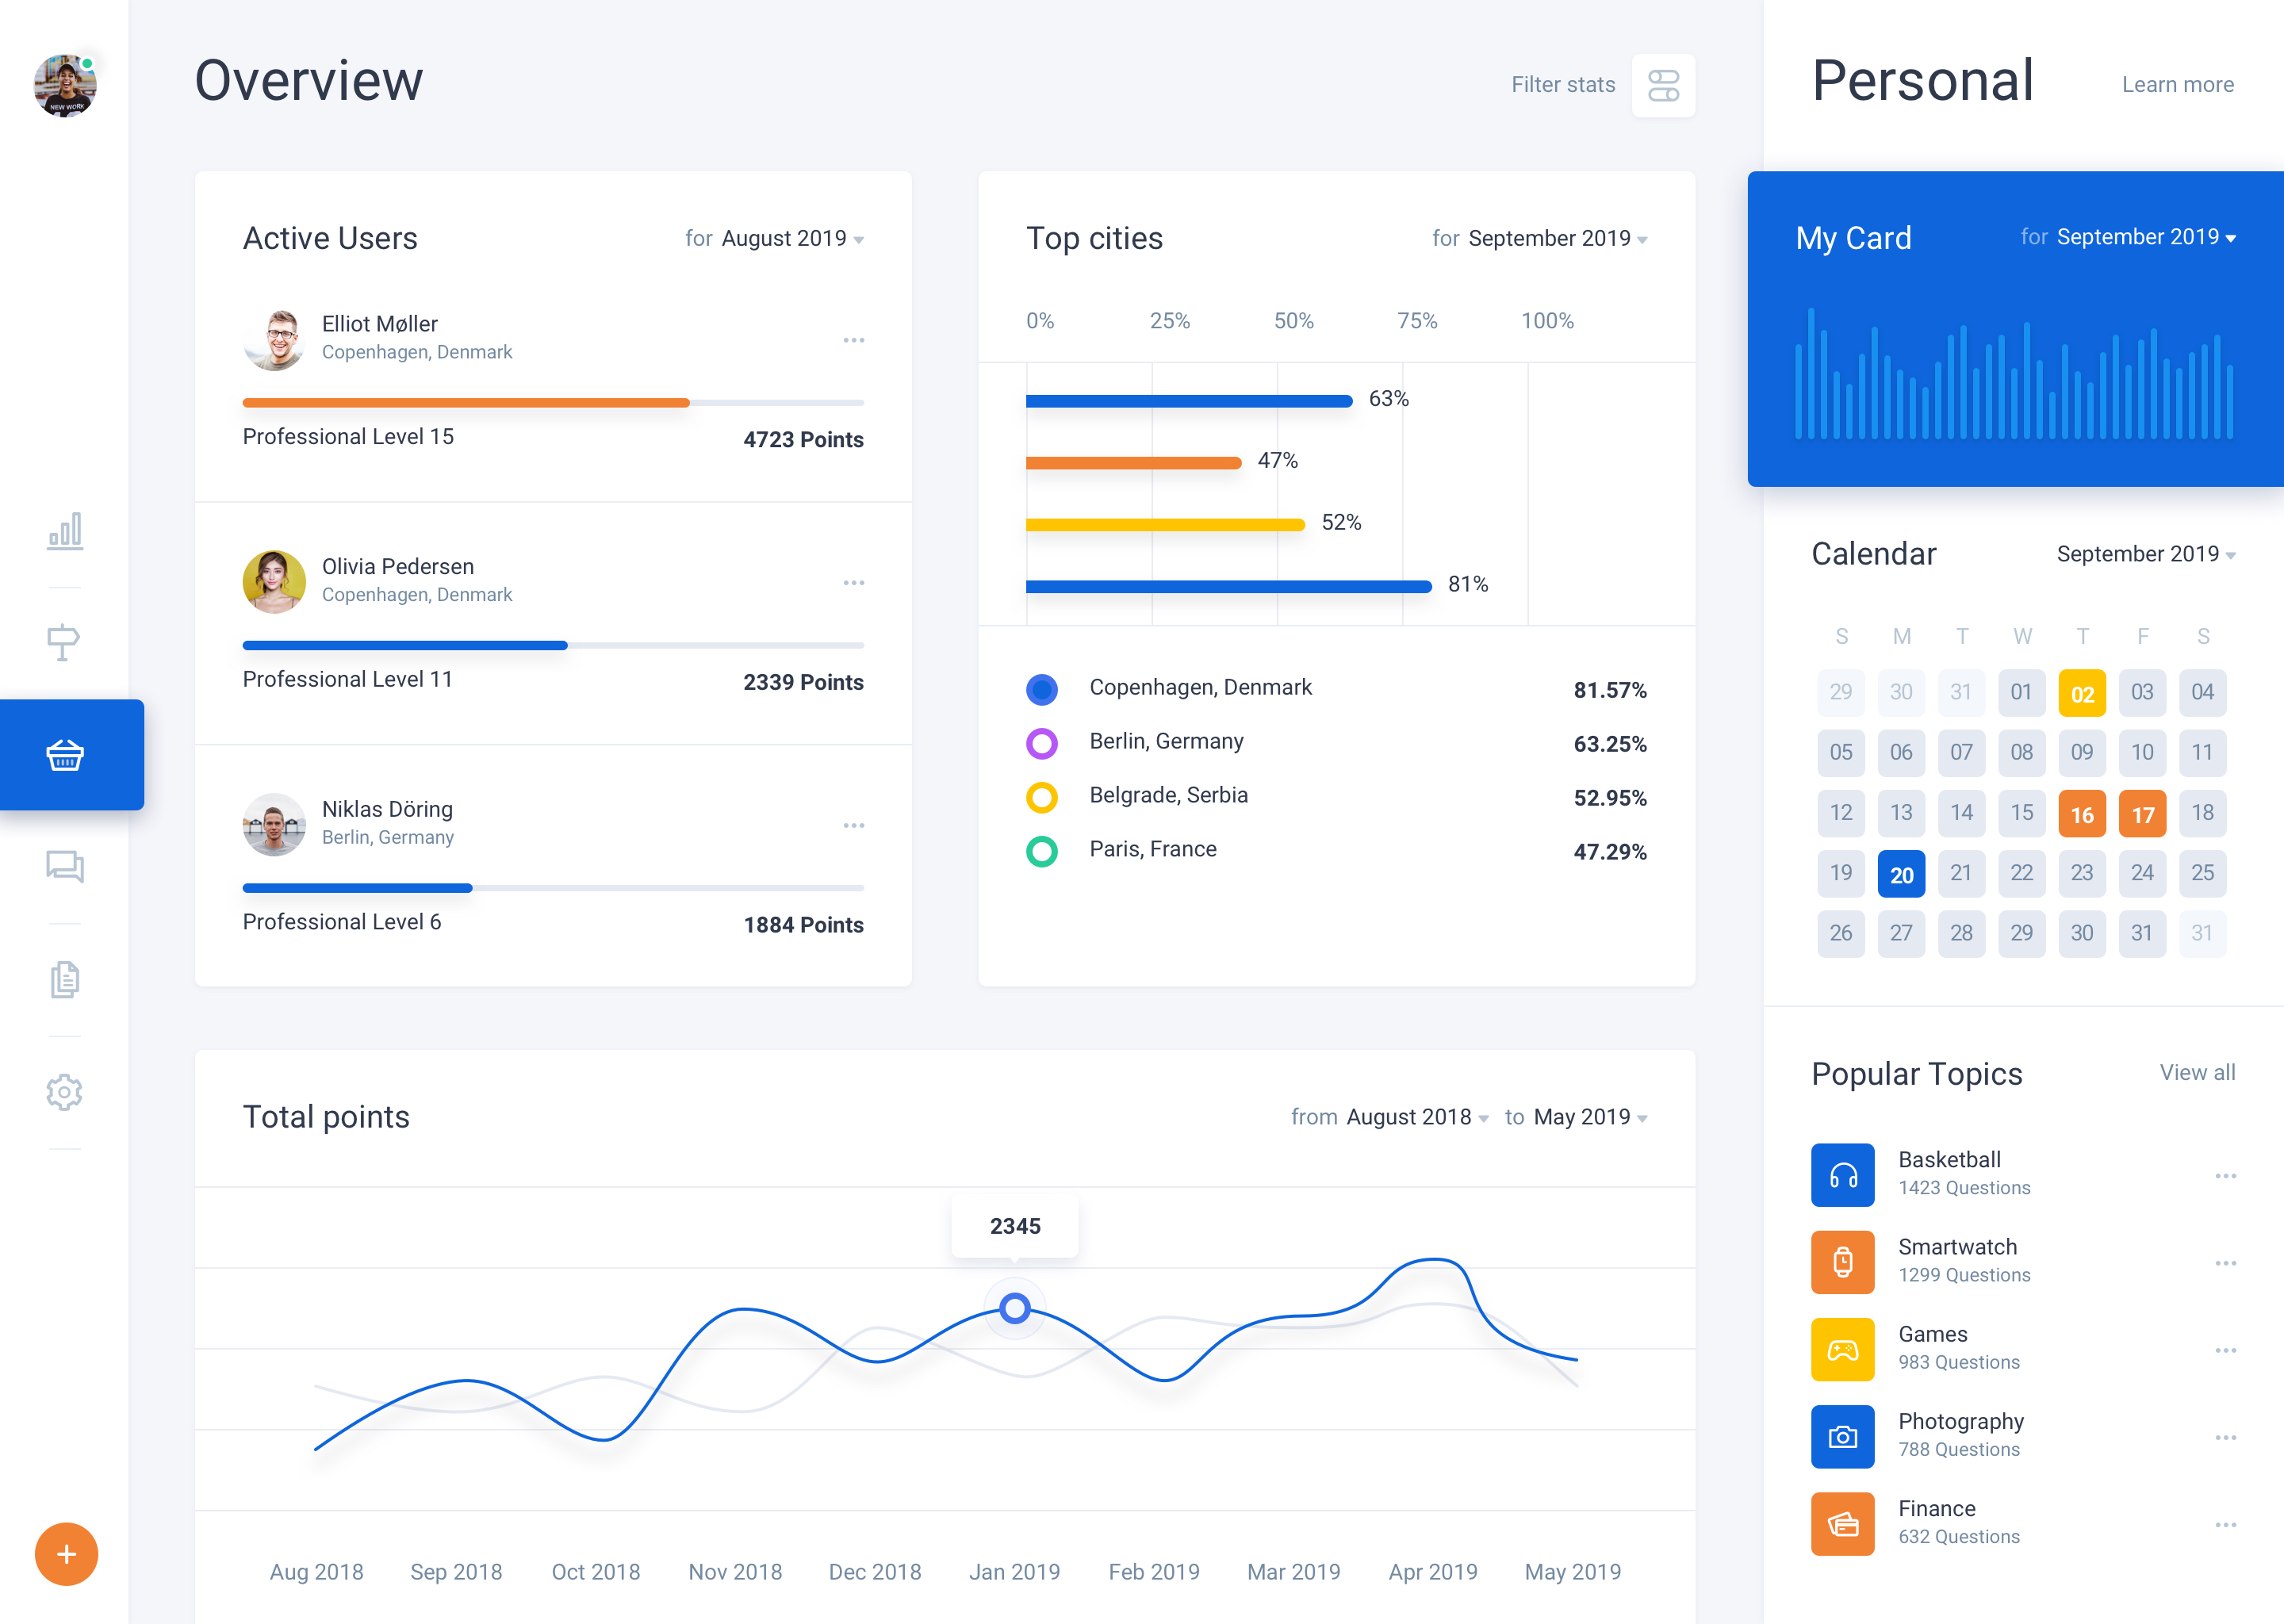 NEW WORK
Overview
Filter stats
Active Users
for August 2019
Elliot Møller
Copenhagen, Denmark
Professional Level 15
4723 Points
Olivia Pedersen
Copenhagen, Denmark
Professional Level 11
2339 Points
Niklas Döring
Berlin, Germany
Professional Level 6
1884 Points
Top cities
for September 2019
0% 25% 50% 75% 100%
63%
47%
52%
81%
Copenhagen, Denmark 81.57%
Berlin, Germany 63.25%
Belgrade, Serbia 52.95%
Paris, France 47.29%
Total points
from August 2018 to May 2019
2345
Aug 2018 Sep 2018 Oct 2018 Nov 2018 Dec 2018 Jan 2019 Feb 2019 Mar 2019 Apr 2019 May 2019
Personal
Learn more
My Card
for September 2019
Calendar
September 2019
S M T W T F S
29 30 31 01 02 03 04
05 06 07 08 09 10 11
12 13 14 15 16 17 18
19 20 21 22 23 24 25
26 27 28 29 30 31 31
Popular Topics
View all
Basketball
1423 Questions
Smartwatch
1299 Questions
Games
983 Questions
Photography
788 Questions
Finance
632 Questions